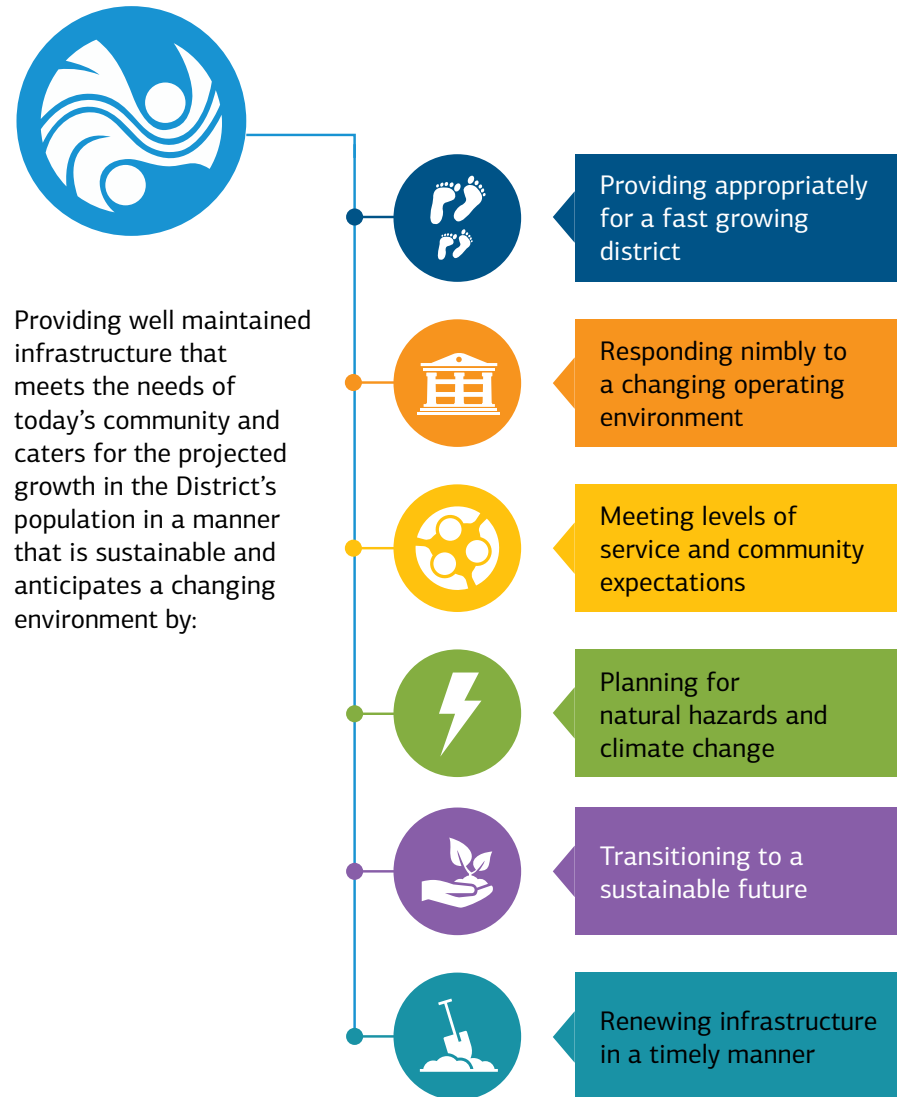 Providing well maintained
infrastructure that
meets the needs of
today's community and
caters for the projected
growth in the District's
population in a manner
that is sustainable and
anticipates a changing
environment by:
Providing appropriately
for a fast growing
district
Responding nimbly to
a changing operating
environment
Meeting levels of
service and community
expectations
Planning for
natural hazards and
climate change
Transitioning to a
sustainable future
Renewing infrastructure
in a timely manner